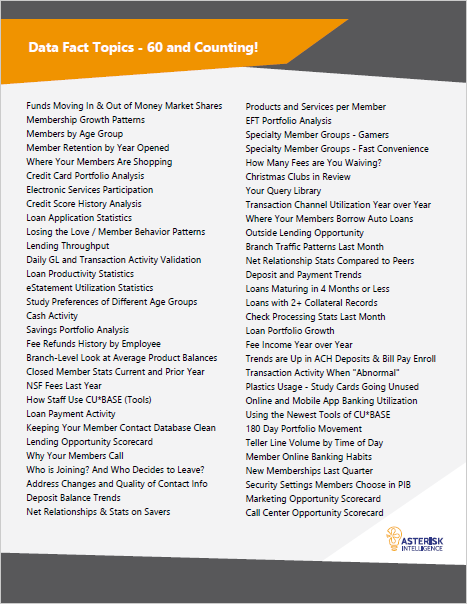 Data Fact Topics - 60 and Counting!
Funds Moving In & Out of Money Market Shares
Membership Growth Patterns
Members by Age Group
Member Retention by Year Opened
Where Your Members Are Shopping
Credit Card Portfolio Analysis
Electronic Services Participation
Credit Score History Analysis
Loan Application Statistics
Losing the Love / Member Behavior Patterns
Lending Throughput
Daily GL and Transaction Activity Validation
Loan Productivity Statistics
eStatement Utilization Statistics
Study Preferences of Different Age Groups
Cash Activity
Savings Portfolio Analysis
Fee Refunds History by Employee
Branch-Level Look at Average Product Balances
Closed Member Stats Current and Prior Year
NSF Fees Last Year
How Staff Use CU*BASE (Tools)
Loan Payment Activity
Keeping Your Member Contact Database Clean
Lending Opportunity Scorecard
Why Your Members Call
Who is Joining? And Who Decides to Leave?
Address Changes and Quality of Contact Info
Deposit Balance Trends
Net Relationships & Stats on Savers
Products and Services per Member
EFT Portfolio Analysis
Specialty Member Groups - Gamers
Specialty Member Groups - Fast Convenience
How Many Fees are You Waiving?
Christmas Clubs in Review
Your Query Library
Transaction Channel Utilization Year over Year
Where Your Members Borrow Auto Loans
Outside Lending Opportunity
Branch Traffic Patterns Last Month
Net Relationship Stats Compared to Peers
Deposit and Payment Trends
Loans Maturing in 4 Months or Less
Loans with 2+ Collateral Records
Check Processing Stats Last Month
Loan Portfolio Growth
Fee Income Year over Year
Trends are Up in ACH Deposits & Bill Pay Enroll
Transaction Activity When "Abnormal"
Plastics Usage - Study Cards Going Unused
Online and Mobile App Banking Utilization
Using the Newest Tools of CU*BASE
180 Day Portfolio Movement
Teller Line Volume by Time of Day
Member Online Banking Habits
New Memberships Last Quarter
Security Settings Members Choose in PIB
Marketing Opportunity Scorecard
Call Center Opportunity Scorecard
ASTERISK
INTELLIGENCE